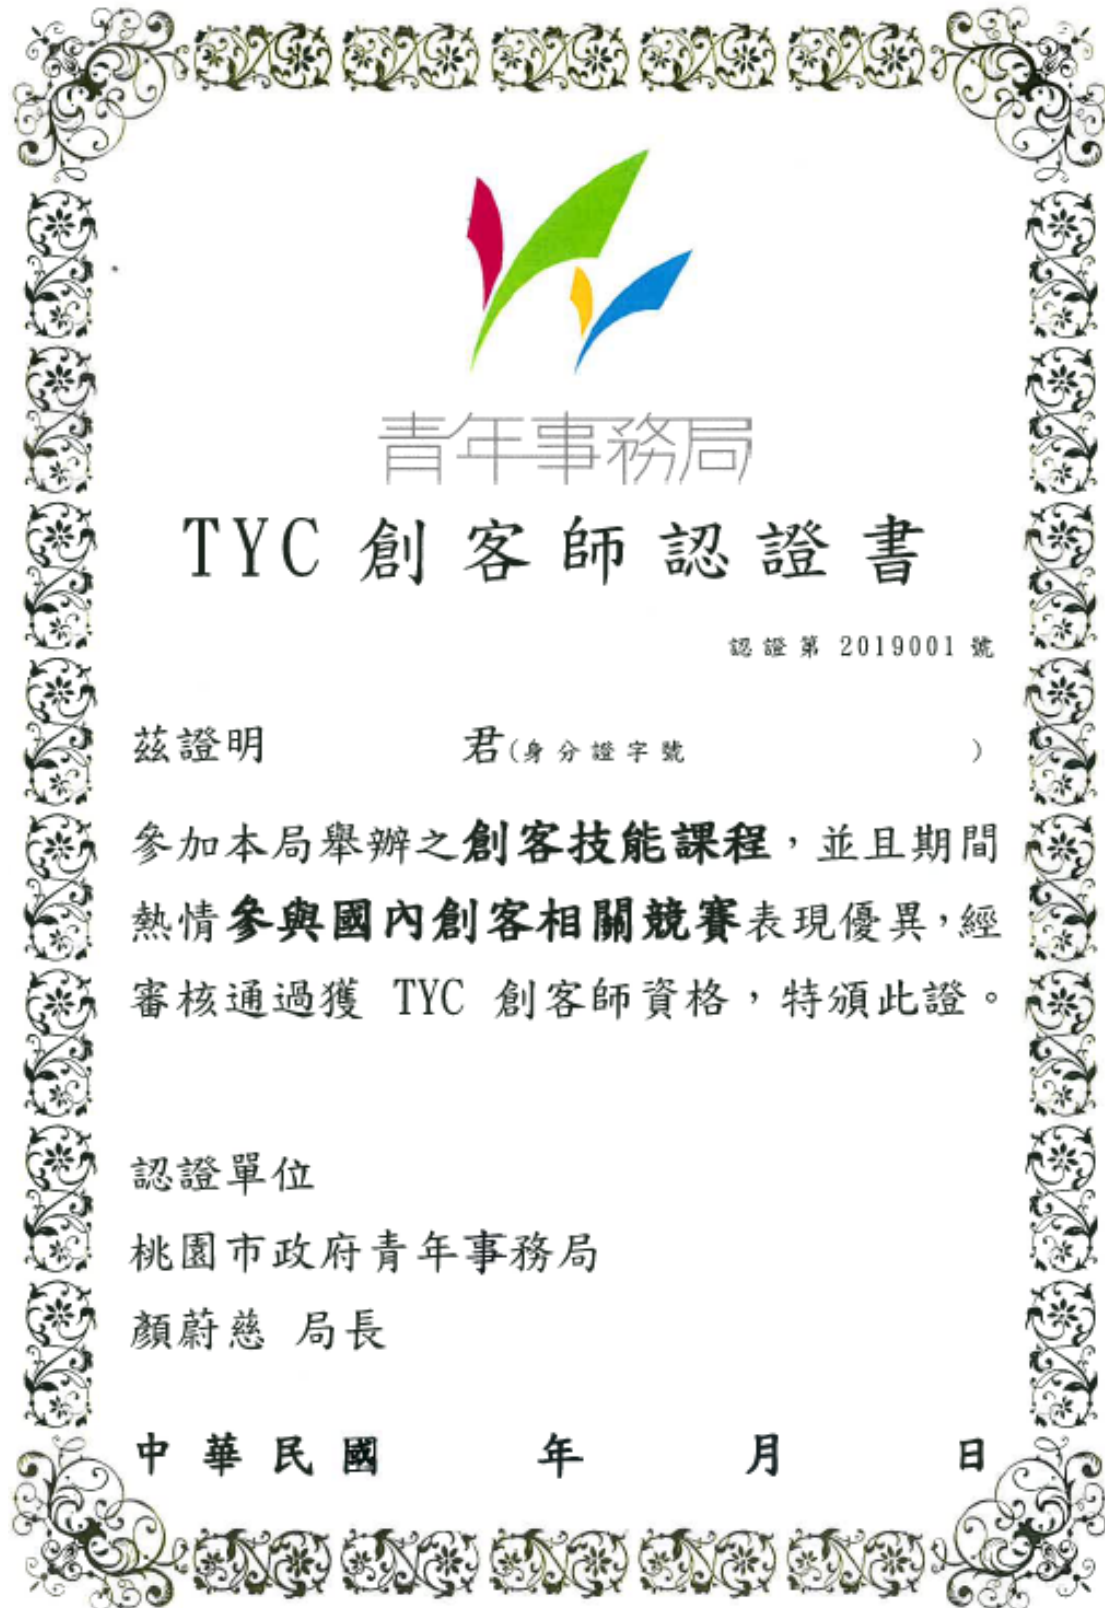 青年事務局
TYC 創客師認證書
認證第 2019001 號
茲證明 君(身分證字號 )
參加本局舉辦之創客技能課程，並且期間
熱情參與國內創客相關競賽表現優異，經
審核通過獲 TYC 創客師資格，特頒此證。
認證單位
桃園市政府青年事務局
顏蔚慈 局長
中華民國 年 月 日